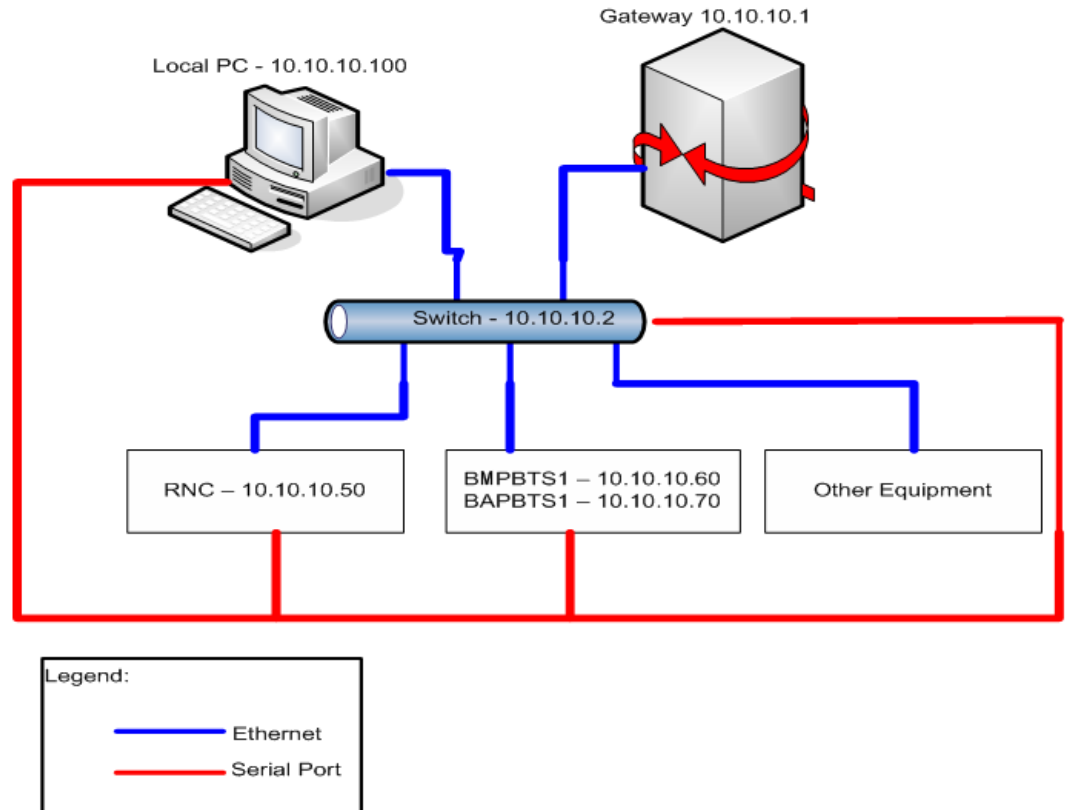 Gateway 10.10.10.1
Local PC - 10.10.10.100
Switch - 10.10.10.2
RNC – 10.10.10.50
BMPBTS1 – 10.10.10.60
BAPBTS1 – 10.10.10.70
Other Equipment
Legend:
Ethernet
Serial Port